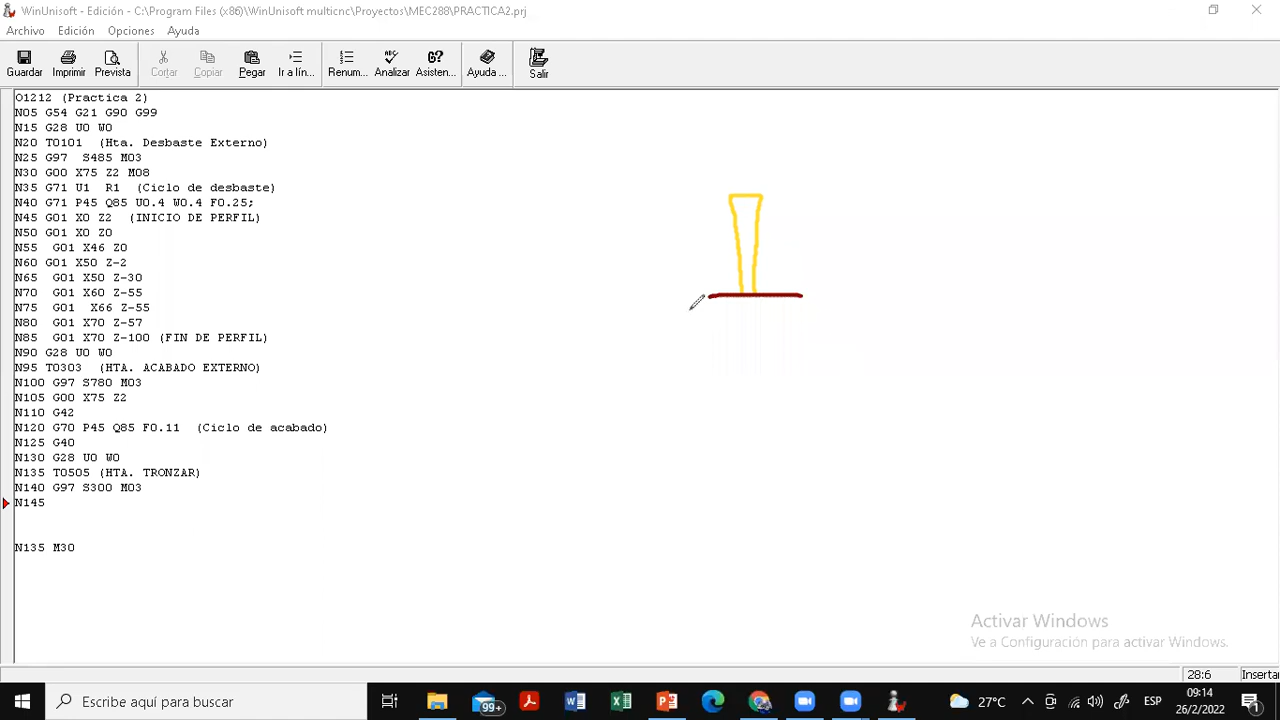 WinUnisoft - Edición - C:\Program Files (x86)\WinUnisoft multicnc\Proyectos\MEC288\PRACTICA2.prj
Archivo Edición Opciones Ayuda
Guardar Imprimir Prevista Cortar Copiar Pegar Ir a lín... Renum... Analizar Asisten... Ayuda ... Salir
O1212 (Practica 2)
N05 G54 G21 G90 G99
N15 G28 U0 W0
N20 T0101 (Hta. Desbaste Externo)
N25 G97 S485 M03
N30 G00 X75 Z2 M08
N35 G71 U1 R1 (Ciclo de desbaste)
N40 G71 P45 Q85 U0.4 W0.4 F0.25;
N45 G01 X0 Z2 (INICIO DE PERFIL)
N50 G01 X0 Z0
N55 G01 X46 Z0
N60 G01 X50 Z-2
N65 G01 X50 Z-30
N70 G01 X60 Z-55
N75 G01 X66 Z-55
N80 G01 X70 Z-57
N85 G01 X70 Z-100 (FIN DE PERFIL)
N90 G28 U0 W0
N95 T0303 (HTA. ACABADO EXTERNO)
N100 G97 S780 M03
N105 G00 X75 Z2
N110 G42
N120 G70 P45 Q85 F0.11 (Ciclo de acabado)
N125 G40
N130 G28 U0 W0
N135 T0505 (HTA. TRONZAR)
N140 G97 S300 M03
N145
N135 M30
Activar Windows
Ve a Configuración para activar Windows.
28:6 Inserta
Escribe aquí para buscar 99+ 27°C ESP 09:14
26/2/2022 1